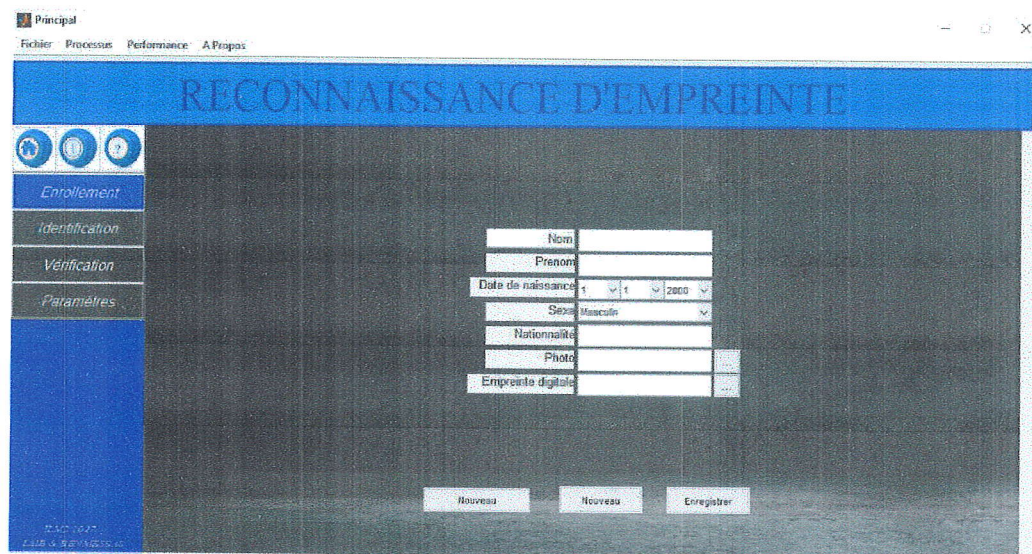 Principal
Fichier Processus Performance A Propos
RECONNAISSANCE D'EMPREINTE
Enrollement
Identification
Vérification
Paramètres
Nom
Prenom
Date de naissance 1 1 2000
Sexe Masculin
Nationnalité
Photo ...
Empreinte digitale ...
Nouveau Nouveau Enregistrer